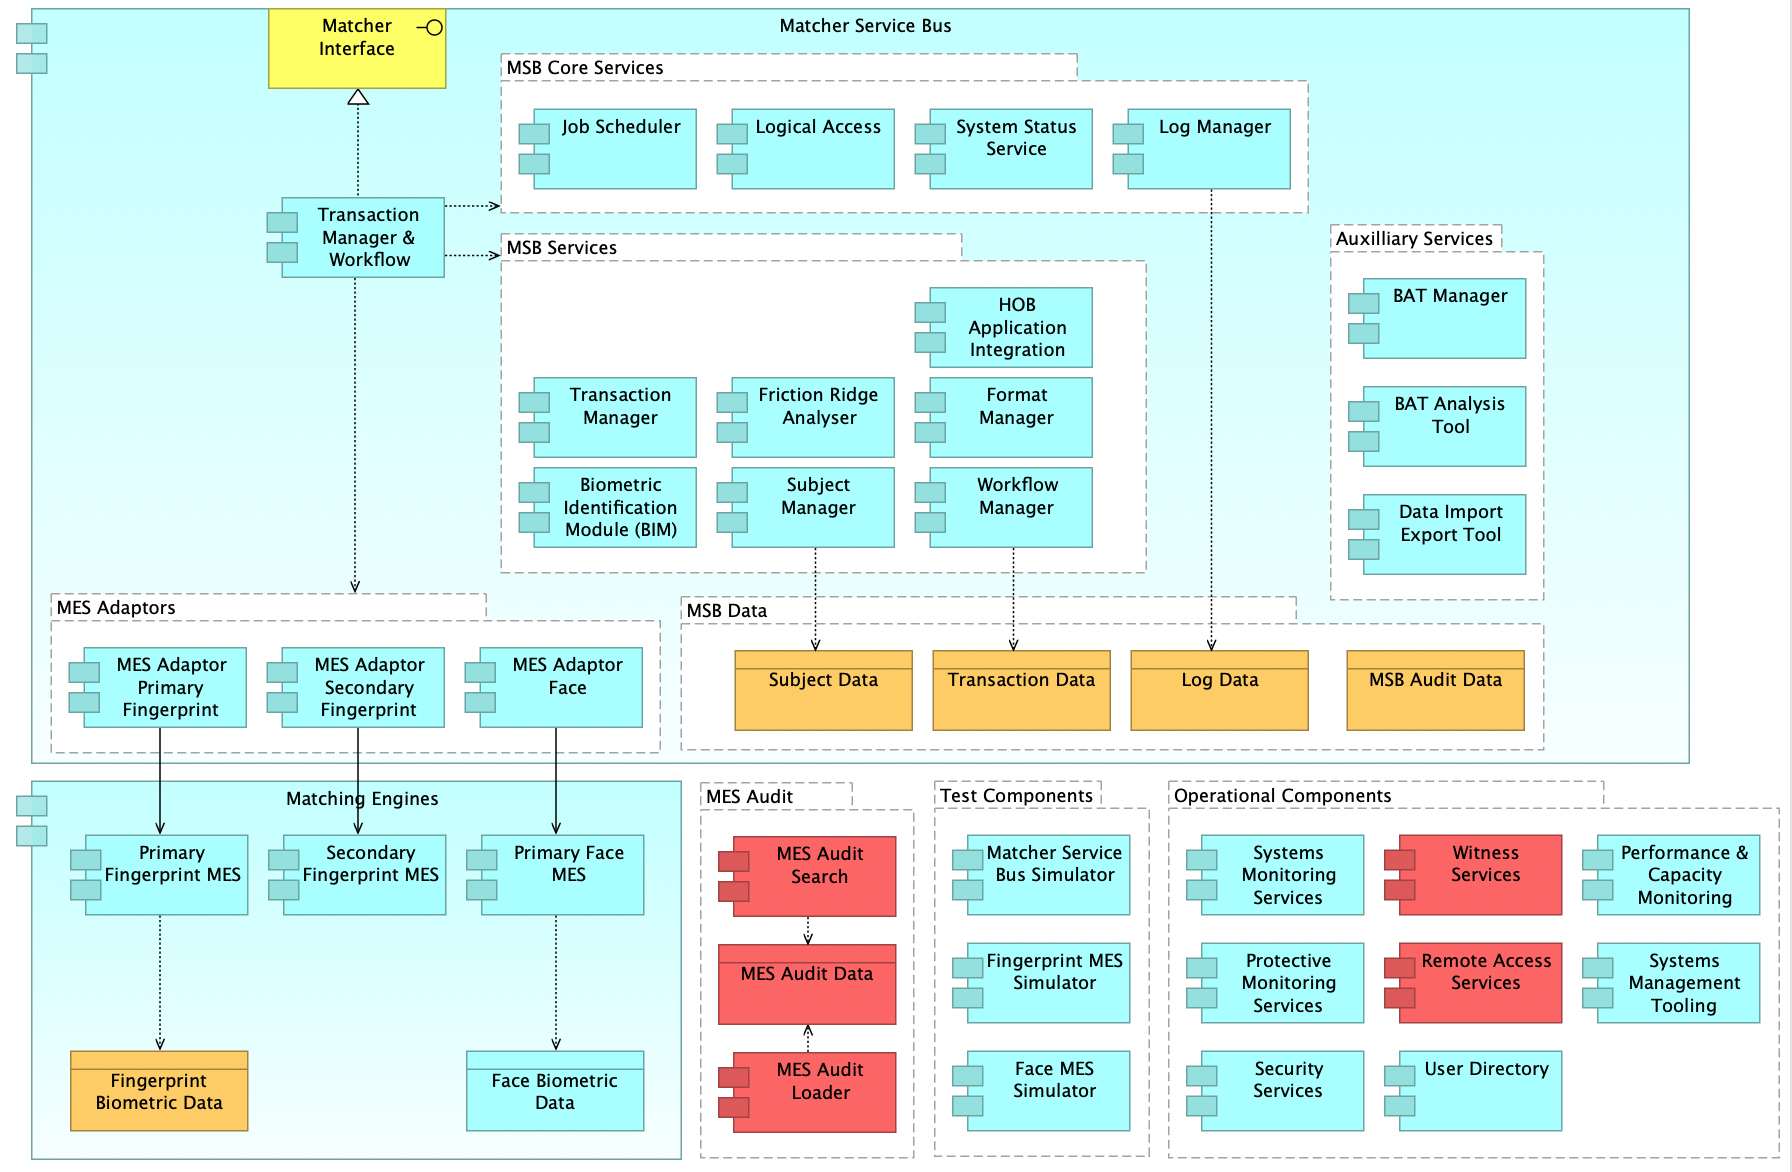 Matcher
Interface
Matcher Service Bus
MSB Core Services
Job Scheduler
Logical Access
System Status
Service
Log Manager
Transaction
Manager &
Workflow
MSB Services
HOB
Application
Integration
Transaction
Manager
Friction Ridge
Analyser
Format
Manager
Biometric
Identification
Module (BIM)
Subject
Manager
Workflow
Manager
Auxilliary Services
BAT Manager
BAT Analysis
Tool
Data Import
Export Tool
MES Adaptors
MES Adaptor
Primary
Fingerprint
MES Adaptor
Secondary
Fingerprint
MES Adaptor
Face
MSB Data
Subject Data
Transaction Data
Log Data
MSB Audit Data
Matching Engines
Primary
Fingerprint MES
Secondary
Fingerprint MES
Primary Face
MES
Fingerprint
Biometric Data
Face Biometric
Data
MES Audit
MES Audit
Search
MES Audit Data
MES Audit
Loader
Test Components
Matcher Service
Bus Simulator
Fingerprint MES
Simulator
Face MES
Simulator
Operational Components
Systems
Monitoring
Services
Witness
Services
Performance &
Capacity
Monitoring
Protective
Monitoring
Services
Remote Access
Services
Systems
Management
Tooling
Security
Services
User Directory